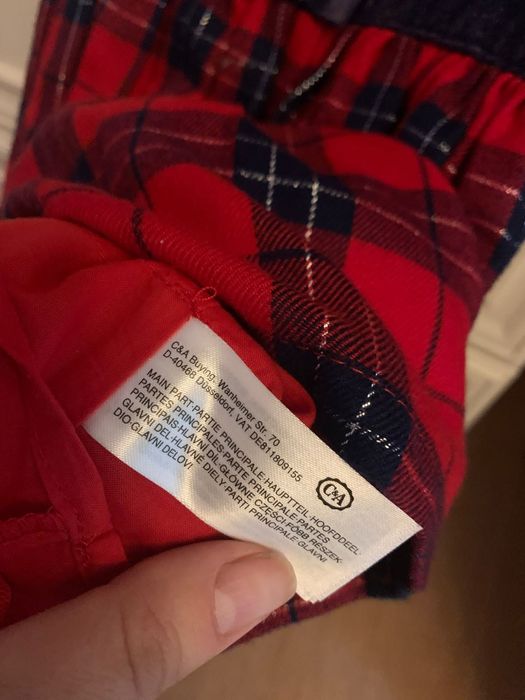 C&A Buying, Wanheimer Str. 70
D-40468 Düsseldorf, VAT DE811809155
MAIN PART-PARTIE PRINCIPALE-HAUPTTEIL-HOOFDDEEL-
PARTES PRINCIPALES-PARTE PRINCIPALE-PARTES
PRINCIPAIS-HLAVNÍ DÍL-GŁÓWNE CZĘŚCI-FŐBB RÉSZEK-
GLAVNI DEL-HLAVNÉ DIELY-PARTI PRINCIPALE-GLAVNI
DIO-GLAVNI DELOVI
C&A